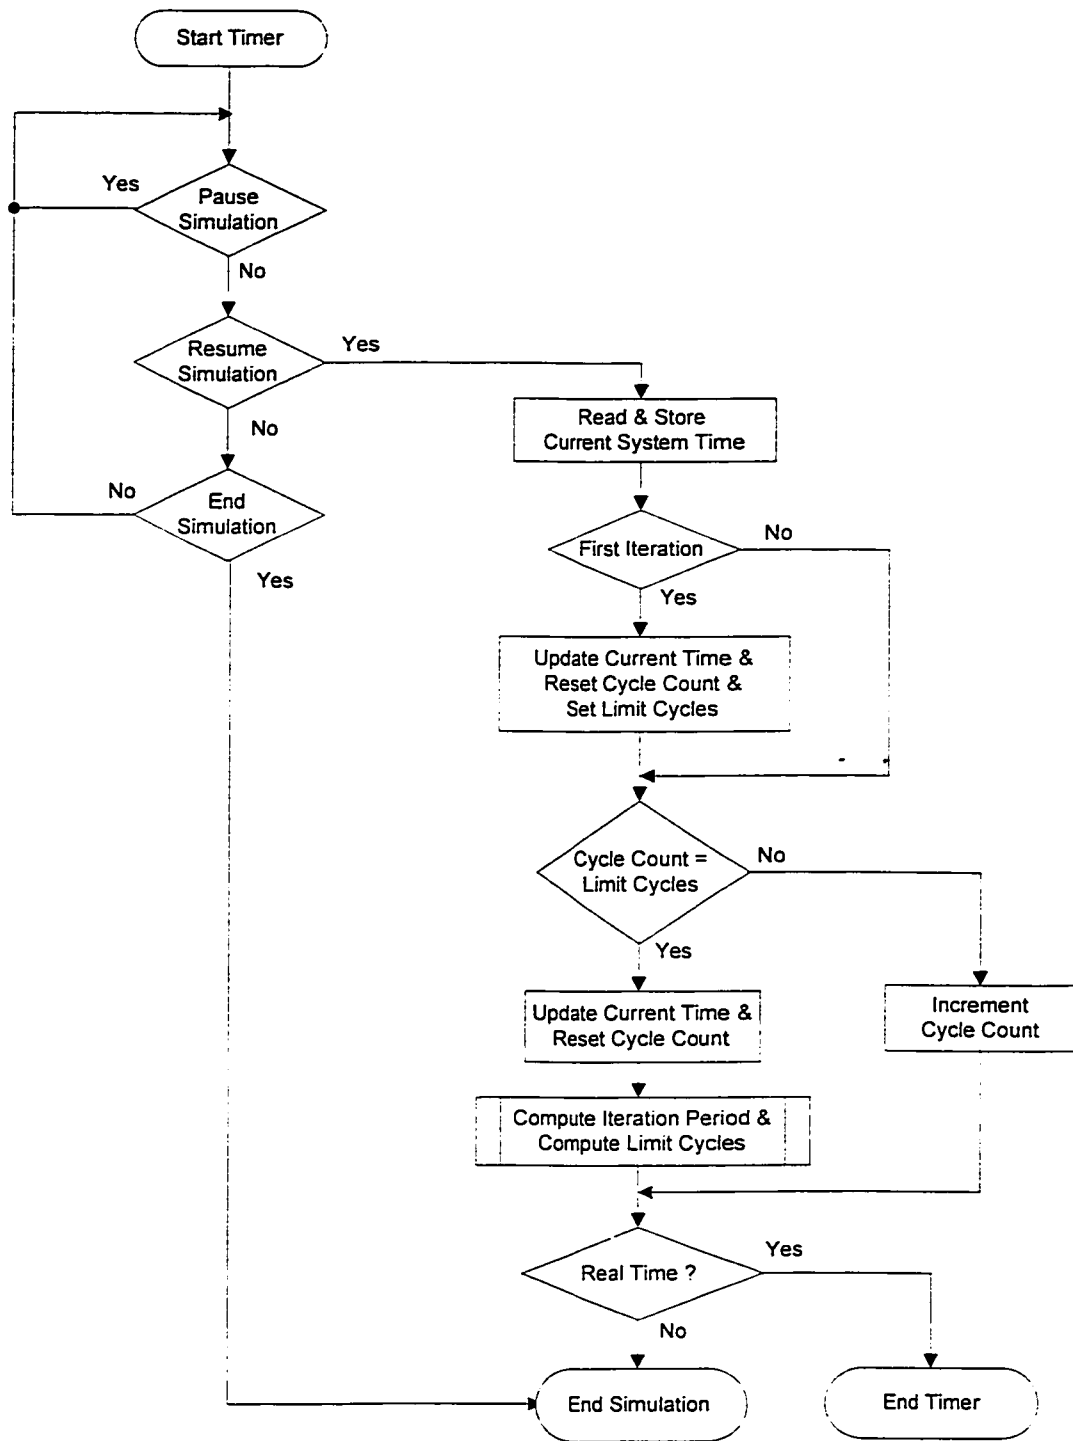 Start Timer
Yes
Pause
Simulation
No
Resume
Simulation
Yes
No
Read & Store
Current System Time
No
End
Simulation
Yes
First Iteration
No
Yes
Update Current Time &
Reset Cycle Count &
Set Limit Cycles
Cycle Count =
Limit Cycles
No
Yes
Update Current Time &
Reset Cycle Count
Increment
Cycle Count
Compute Iteration Period &
Compute Limit Cycles
Real Time ?
Yes
No
End Simulation
End Timer